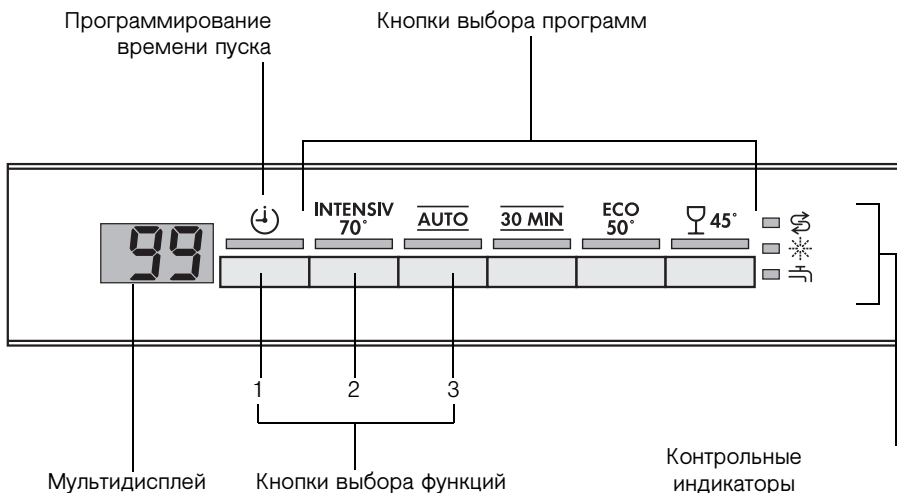 Программирование
времени пуска
Кнопки выбора программ
99
INTENSIV
70°
AUTO
30 MIN
ECO
50°
45°
1
2
3
Мультидисплей
Кнопки выбора функций
Контрольные
индикаторы